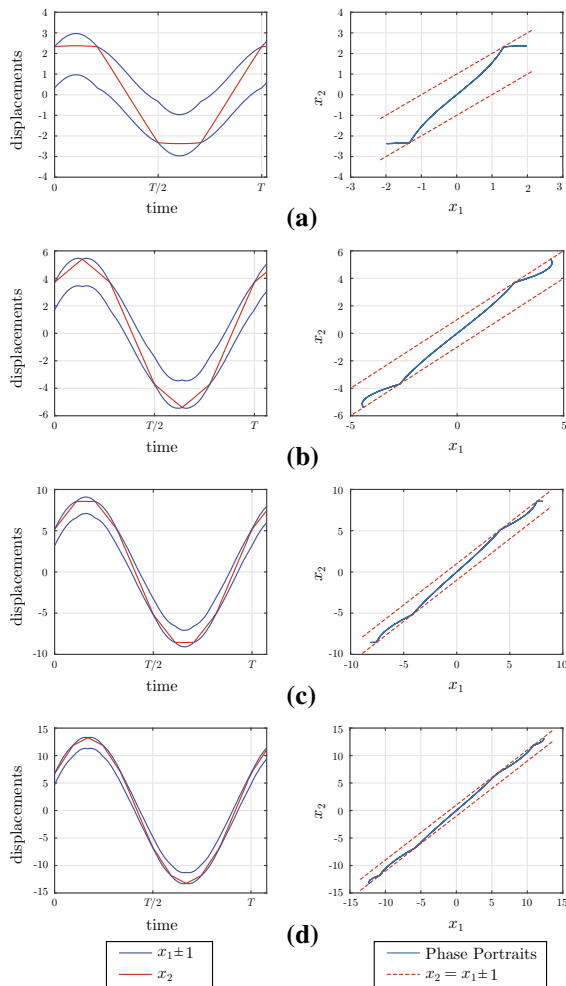 displacements
4
3
2
1
0
-1
-2
-3
-4
0
T/2
T
time
x₂
4
3
2
1
0
-1
-2
-3
-4
-3
-2
-1
0
1
2
3
x₁
(a)
displacements
6
4
2
0
-2
-4
-6
0
T/2
T
time
x₂
6
4
2
0
-2
-4
-6
-5
0
5
x₁
(b)
displacements
10
5
0
-5
-10
0
T/2
T
time
x₂
10
5
0
-5
-10
-10
-5
0
5
10
x₁
(c)
displacements
15
10
5
0
-5
-10
-15
0
T/2
T
time
x₂
15
10
5
0
-5
-10
-15
-15
-10
-5
0
5
10
15
x₁
(d)
x₁±1
x₂
Phase Portraits
x₂ = x₁±1